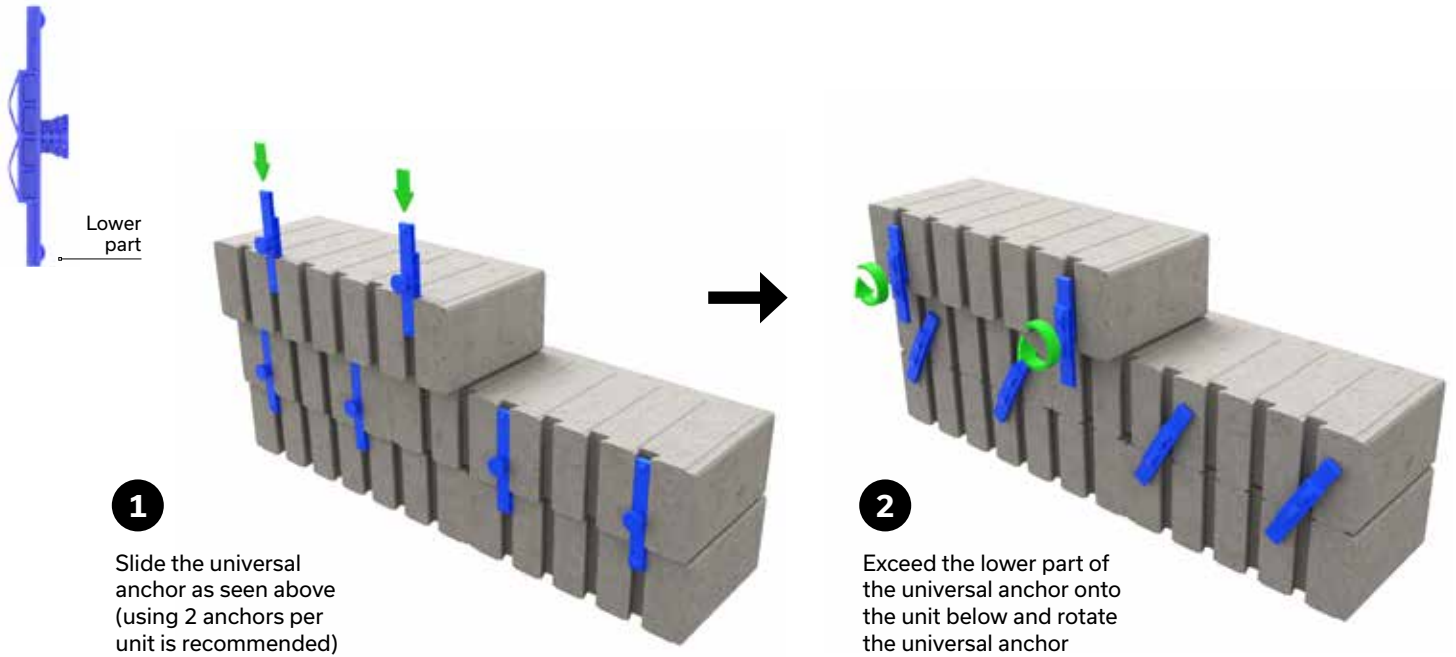 Lower
part
1
Slide the universal
anchor as seen above
(using 2 anchors per
unit is recommended)
2
Exceed the lower part of
the universal anchor onto
the unit below and rotate
the universal anchor